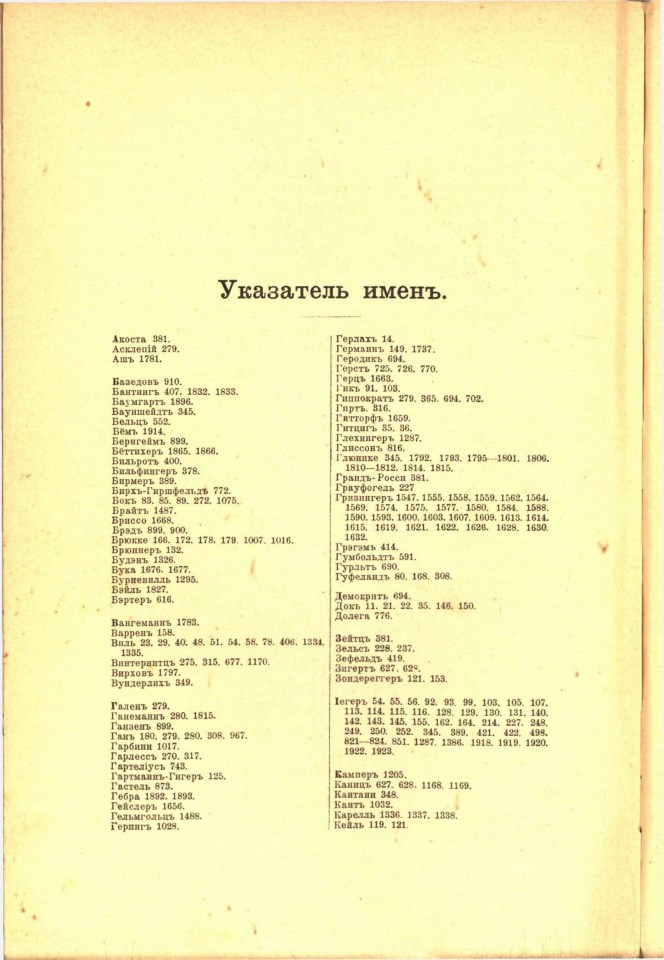 Указатель именъ.
Акоста 381.
Асклепій 279.
Ашъ 1781.
Базедовъ 910.
Бантингъ 407. 1832. 1833.
Баумгартъ 1896.
Бауншейдтъ 345.
Вельцъ 552.
Бёмъ 1914.
Бернгеймъ 899.
Бёттихеръ 1865. 1866.
Бильротъ 400.
Бильфингеръ 378.
Бирмеръ 389.
Бирхъ-Гиршфельдъ 772.
Бокъ 83. 85. 89. 272. 1075.
Брайтъ 1487.
Бриссо 1668.
Брэдъ 899. 900.
Брюкке 166. 172. 178. 179. 1007. 1016.
Брюннеръ 132.
Будэнъ 1326.
Бука 1676. 1677.
Бурневилль 1295.
Бэйль 1827.
Бэртеръ 616.
Вангеманнъ 1783.
Варренъ 158.
Виль 23. 29. 40. 48. 51. 54. 58. 78. 406. 1334.
1335.
Винтернитцъ 275. 315. 677. 1170.
Вирховъ 1797.
Вундерлихъ 349.
Галенъ 279.
Ганеманнъ 280. 1815.
Ганзенъ 899.
Ганъ 180. 279. 280. 308. 967.
Гарбини 1017.
Гарлессъ 270. 317.
Гартеліусъ 743.
Гартманнъ-Гигеръ 125.
Гастель 873.
Гебра 1892. 1893.
Гейслеръ 1656.
Гельмгольцъ 1488.
Герингъ 1028.
Герлахъ 14.
Германнъ 149. 1737.
Геродикъ 694.
Герстъ 725. 726. 770.
Герцъ 1663.
Гикъ 91. 103.
Гиппократъ 279. 365. 694. 702.
Гиртъ. 316.
Гитторфъ 1659.
Гитцигъ 35. 36.
Глехингеръ 1287.
Глиссонъ 816.
Глюнике 345. 1792. 1793. 1795—1801. 1806.
1810—1812. 1814. 1815.
Грандъ-Росси 381.
Грауфогель 227
Гризингеръ 1547. 1555. 1558. 1559. 1562. 1564.
1569. 1574. 1575. 1577. 1580. 1584. 1588.
1590. 1593. 1600. 1603. 1607. 1609. 1613. 1614.
1615. 1619. 1621. 1622. 1626. 1628. 1630.
1632.
Грэгэмъ 414.
Гумбольдтъ 591.
Гурльтъ 690.
Гуфеландъ 80. 168. 308.
Демокритъ 694.
Докъ 11. 21. 22. 35. 146. 150.
Долега 776.
Зейтцъ 381.
Зельсъ 228. 237.
Зефельдъ 419.
Зигертъ 627. 628.
Зондереггеръ 121. 153.
Іегеръ 54. 55. 56. 92. 93. 99. 103. 105. 107.
113. 114. 115. 116. 128. 129. 130. 131. 140.
142. 143. 145. 155. 162. 164. 214. 227. 248.
249. 250. 252. 345. 389. 421. 422. 498.
821—824. 851. 1287. 1386. 1918. 1919. 1920.
1922. 1923.
Камперъ 1205.
Каницъ 627. 628. 1168. 1169.
Кантани 348.
Кантъ 1032.
Карелль 1336. 1337. 1338.
Кейль 119. 121.